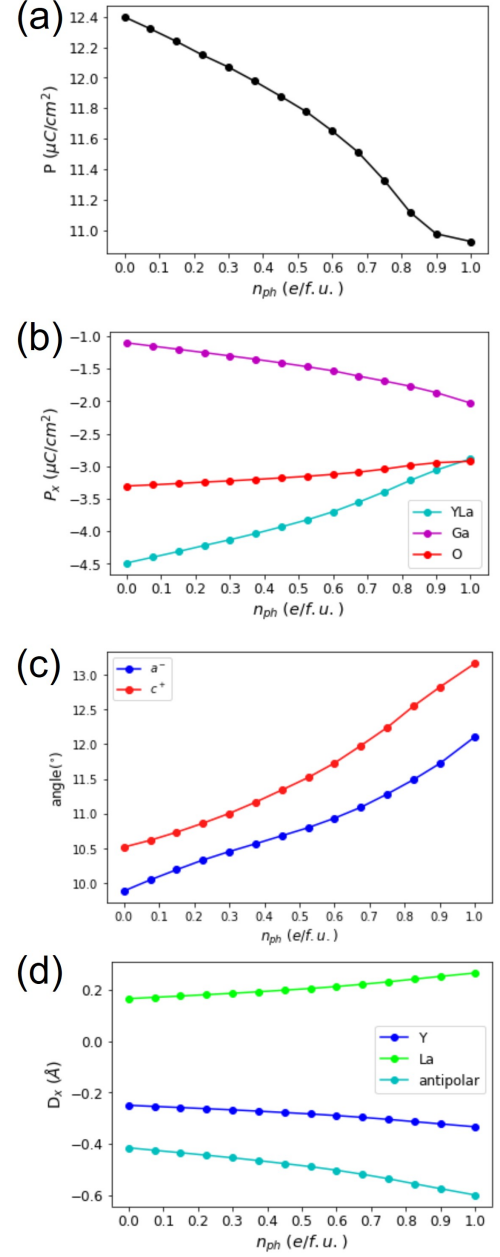 (a)
12.4
12.2
12.0
11.8
11.6
11.4
11.2
11.0
P (μC/cm²)
0.0 0.1 0.2 0.3 0.4 0.5 0.6 0.7 0.8 0.9 1.0
n_ph (e/f.u.)
(b)
−1.0
−1.5
−2.0
−2.5
−3.0
−3.5
−4.0
−4.5
P_x (μC/cm²)
YLa
Ga
O
0.0 0.1 0.2 0.3 0.4 0.5 0.6 0.7 0.8 0.9 1.0
n_ph (e/f.u.)
(c)
a⁻
c⁺
13.0
12.5
12.0
11.5
11.0
10.5
10.0
angle(°)
0.0 0.1 0.2 0.3 0.4 0.5 0.6 0.7 0.8 0.9 1.0
n_ph (e/f.u.)
(d)
0.2
0.0
−0.2
−0.4
−0.6
D_x (Å)
Y
La
antipolar
0.0 0.1 0.2 0.3 0.4 0.5 0.6 0.7 0.8 0.9 1.0
n_ph (e/f.u.)